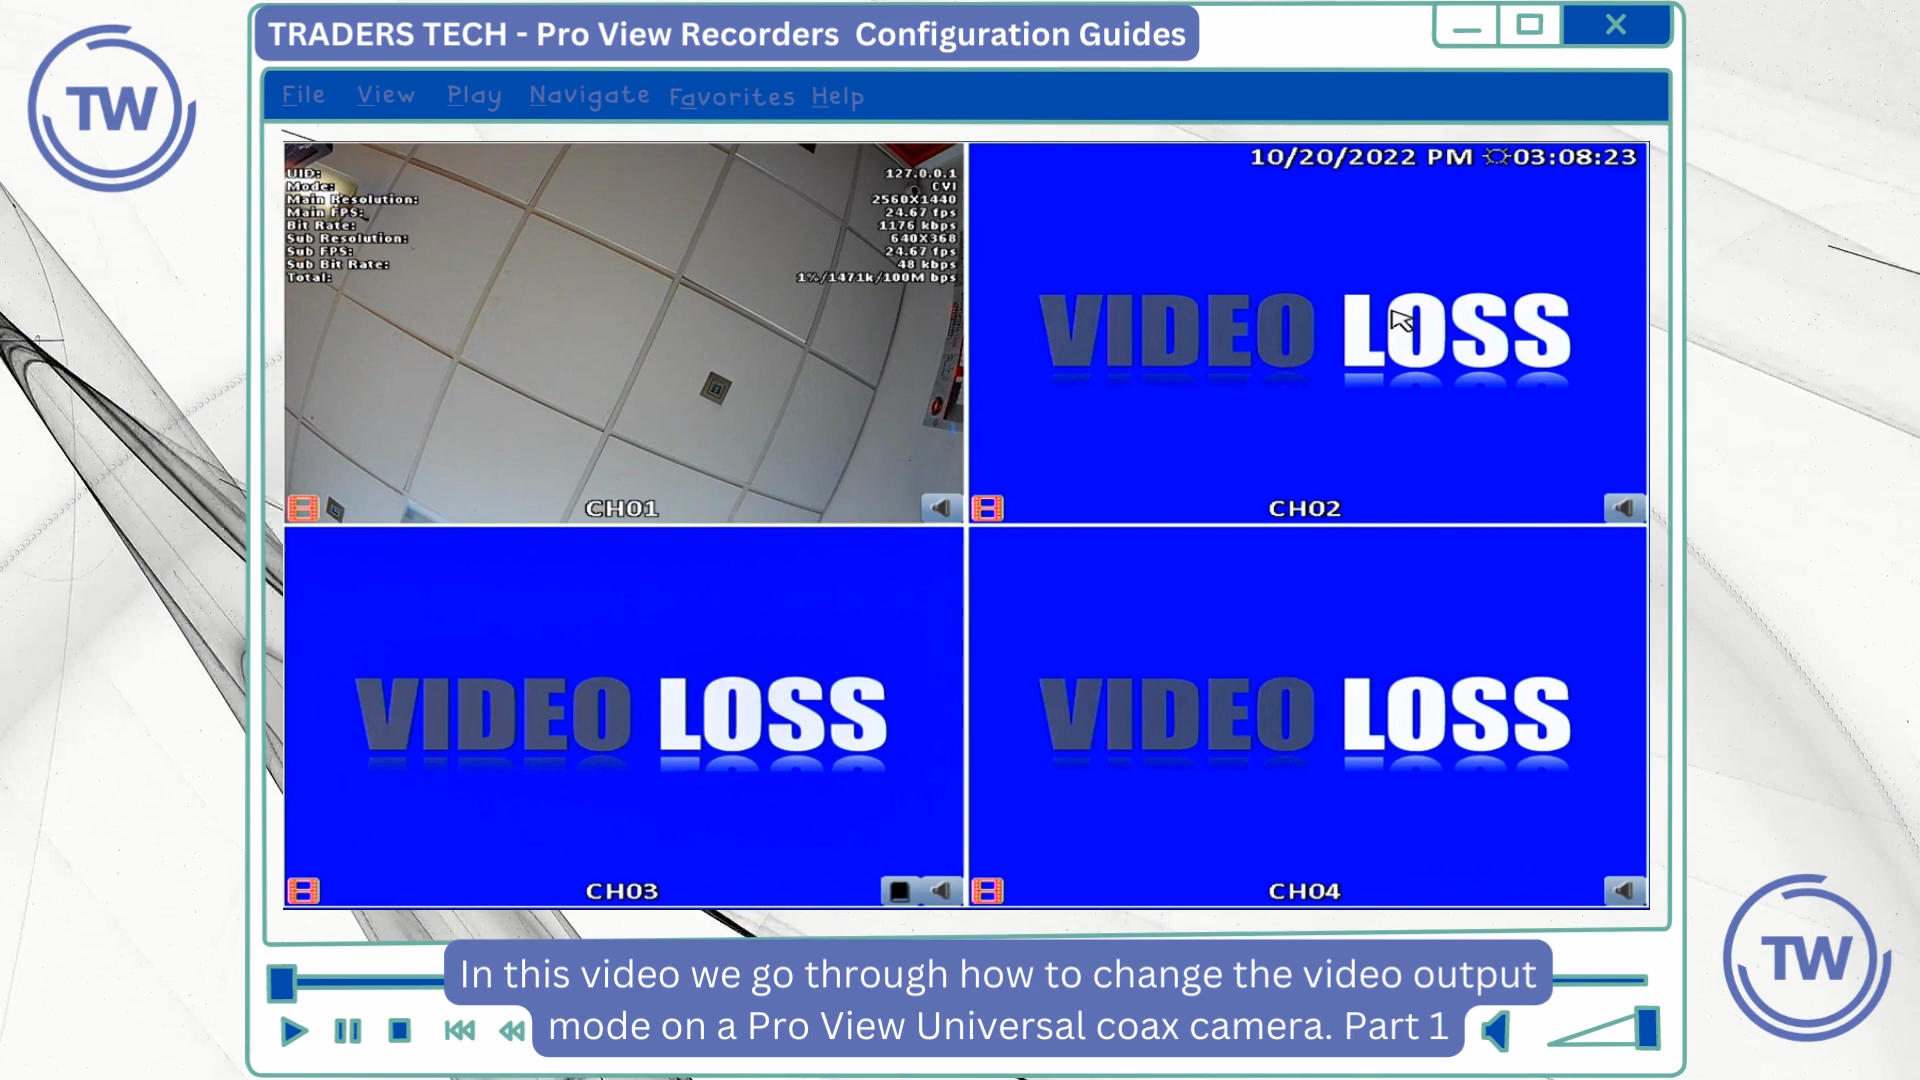 TRADERS TECH - Pro View Recorders Configuration Guides
TW
File View Play Navigate Favorites Help
10/20/2022 PM 03:08:23
UID: 127.0.0.1
Mode: CVI
Main Resolution: 2560X1440
Main FPS: 24.67 fps
Bit Rate: 1176 kbps
Sub Resolution: 640X368
Sub FPS: 24.67 fps
Sub Bit Rate: 48 kbps
Total: 1%/1471k/100M bps
VIDEO LOSS
CH01
CH02
VIDEO LOSS
VIDEO LOSS
CH03
CH04
TW
In this video we go through how to change the video output
mode on a Pro View Universal coax camera. Part 1